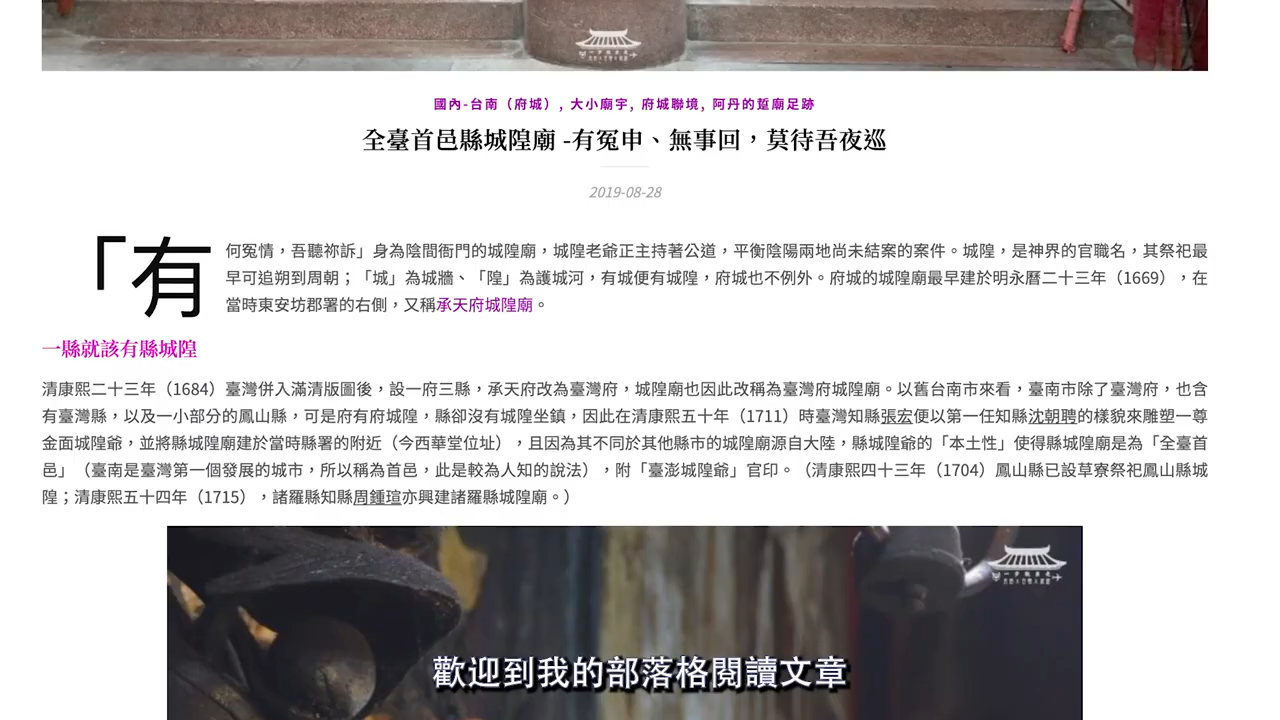 國內-台南（府城）, 大小廟宇, 府城聯境, 阿丹的踅廟足跡
全臺首邑縣城隍廟 -有冤申、無事回，莫待吾夜巡
2019-08-28
「有何冤情，吾聽祢訴」身為陰間衙門的城隍廟，城隍老爺正主持著公道，平衡陰陽兩地尚未結案的案件。城隍，是神界的官職名，其祭祀最
早可追朔到周朝；「城」為城牆、「隍」為護城河，有城便有城隍，府城也不例外。府城的城隍廟最早建於明永曆二十三年（1669），在
當時東安坊郡署的右側，又稱承天府城隍廟。
一縣就該有縣城隍
清康熙二十三年（1684）臺灣併入滿清版圖後，設一府三縣，承天府改為臺灣府，城隍廟也因此改稱為臺灣府城隍廟。以舊台南市來看，臺南市除了臺灣府，也含
有臺灣縣，以及一小部分的鳳山縣，可是府有府城隍，縣卻沒有城隍坐鎮，因此在清康熙五十年（1711）時臺灣知縣張宏便以第一任知縣沈朝聘的樣貌來雕塑一尊
金面城隍爺，並將縣城隍廟建於當時縣署的附近（今西華堂位址），且因為其不同於其他縣市的城隍廟源自大陸，縣城隍爺的「本土性」使得縣城隍廟是為「全臺首
邑」（臺南是臺灣第一個發展的城市，所以稱為首邑，此是較為人知的說法），附「臺澎城隍爺」官印。（清康熙四十三年（1704）鳳山縣已設草寮祭祀鳳山縣城
隍；清康熙五十四年（1715），諸羅縣知縣周鍾瑄亦興建諸羅縣城隍廟。）
歡迎到我的部落格閱讀文章